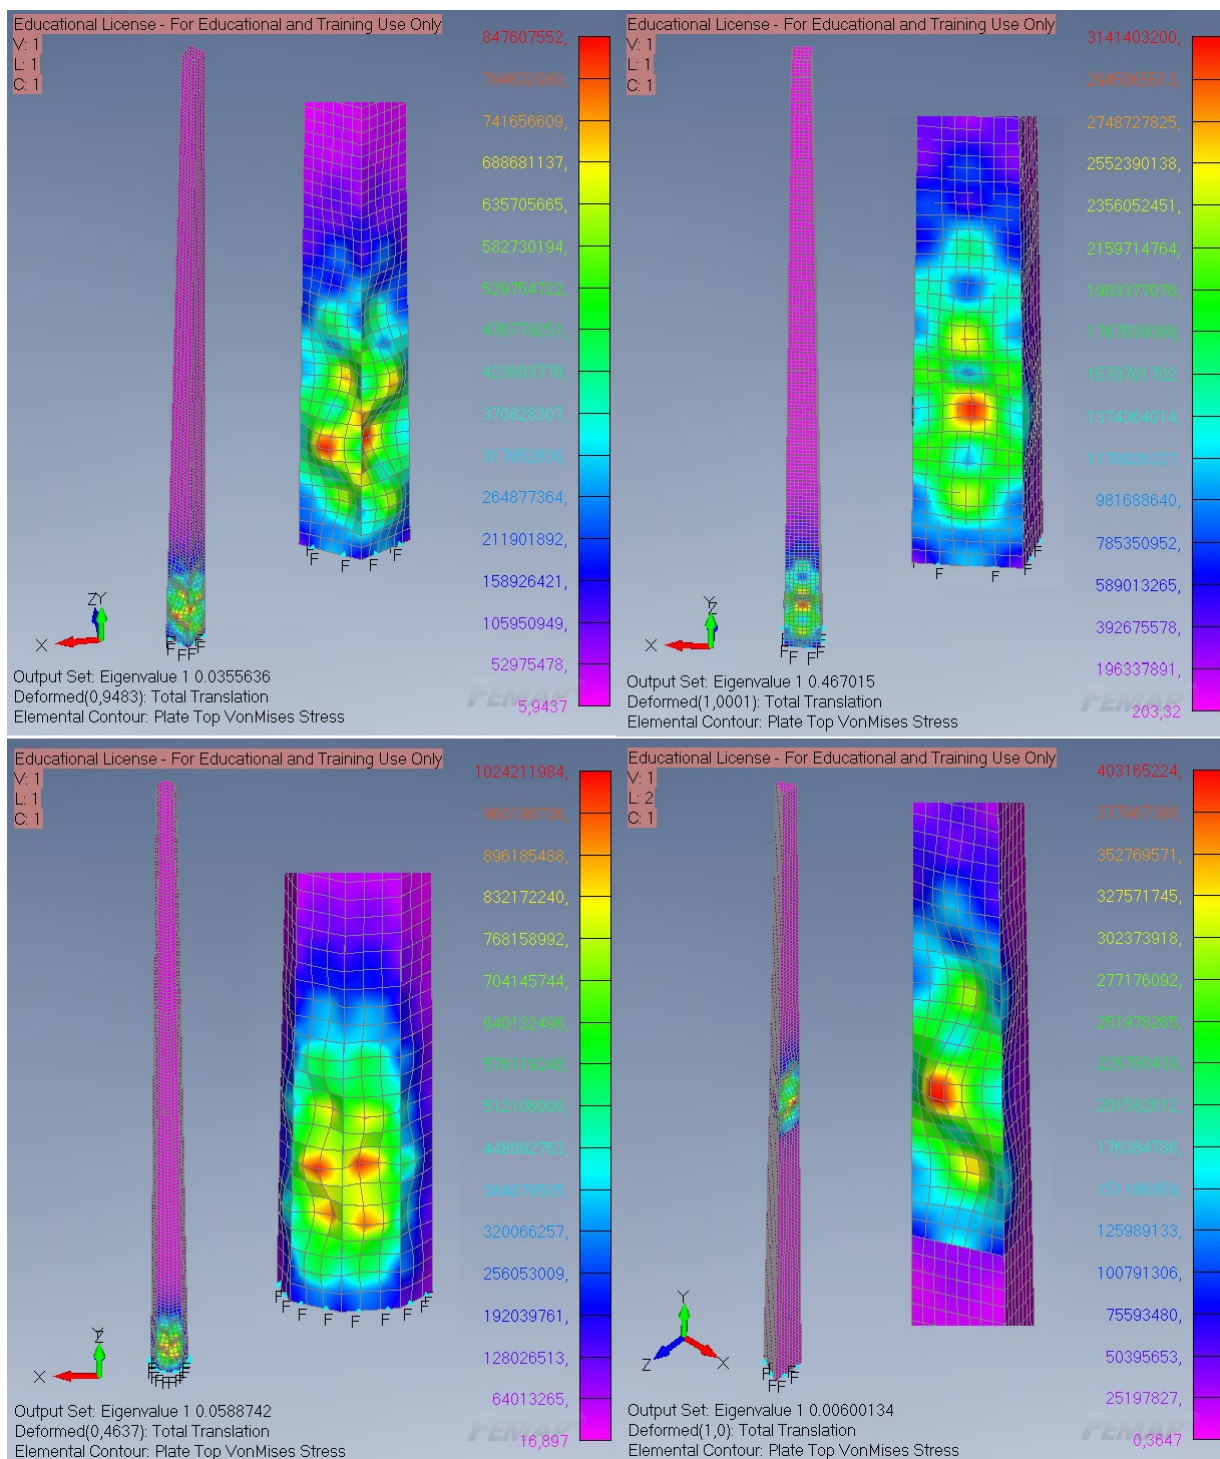 Educational License - For Educational and Training Use Only
V: 1
L: 1
C: 1
847607552,
741656609,
688681137,
635705665,
582730194,
529754722,
423803779,
370828307,
264877364,
211901892,
158926421,
105950949,
52975478,
5,9437
ZY
X
F F F F
Output Set: Eigenvalue 1 0.0355636
Deformed(0,9483): Total Translation
Elemental Contour: Plate Top VonMises Stress
FEMAP
Educational License - For Educational and Training Use Only
V: 1
L: 1
C: 1
3141403200,
2748727825,
2552390138,
2356052451,
2159714764,
1963377076,
1570701702,
1374364014,
981688640,
785350952,
589013265,
392675578,
196337891,
203,32
Y
Z
X
F F F F
Output Set: Eigenvalue 1 0.467015
Deformed(1,0001): Total Translation
Elemental Contour: Plate Top VonMises Stress
FEMAP
Educational License - For Educational and Training Use Only
V: 1
L: 1
C: 1
1024211984,
896185488,
832172240,
768158992,
704145744,
640132496,
512106000,
448092753,
320066257,
256053009,
192039761,
128026513,
64013265,
16,897
Y
Z
X
F F F F F F F F
Output Set: Eigenvalue 1 0.0588742
Deformed(0,4637): Total Translation
Elemental Contour: Plate Top VonMises Stress
FEMAP
Educational License - For Educational and Training Use Only
V: 1
L: 2
C: 1
403165224,
352769571,
327571745,
302373918,
277176092,
251978265,
201582612,
176384786,
125989133,
100791306,
75593480,
50395653,
25197827,
0,3647
Y
Z
X
Output Set: Eigenvalue 1 0.00600134
Deformed(1,0): Total Translation
Elemental Contour: Plate Top VonMises Stress
FEMAP